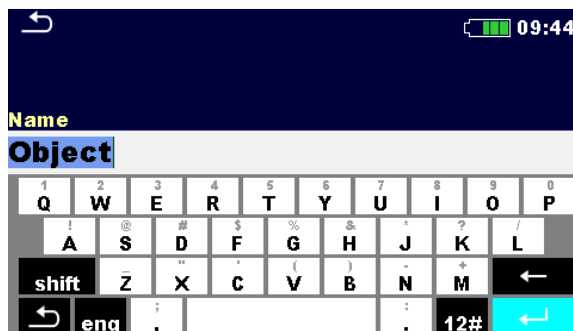 09:44
Name
Object
1 2 3 4 5 6 7 8 9 0
Q W E R T Y U I O P
! @ # $ % & * ? /
A S D F G H J K L
_ " ' ( ) - +
shift Z X C V B N M
; :
eng , . 12#